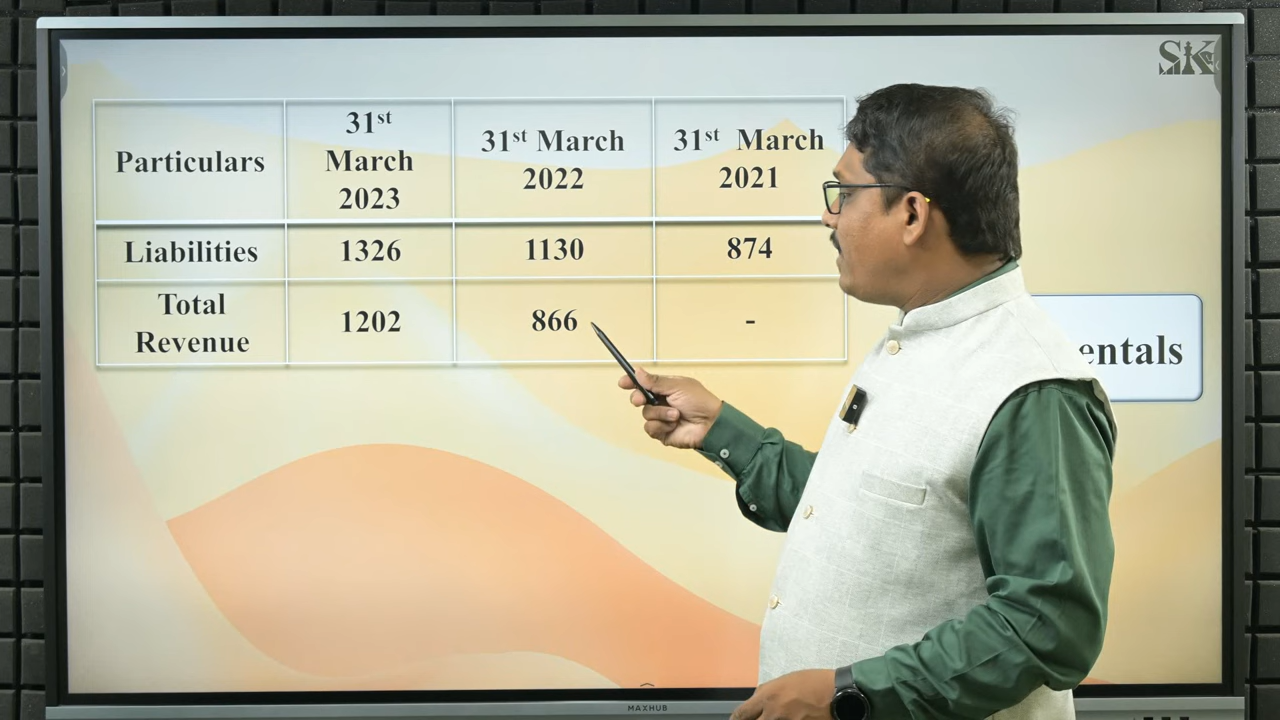 SK
Particulars
31st
March
2023
31st March
2022
31st March
2021
Liabilities
1326
1130
874
Total
Revenue
1202
866
-
entals
MAXHUB